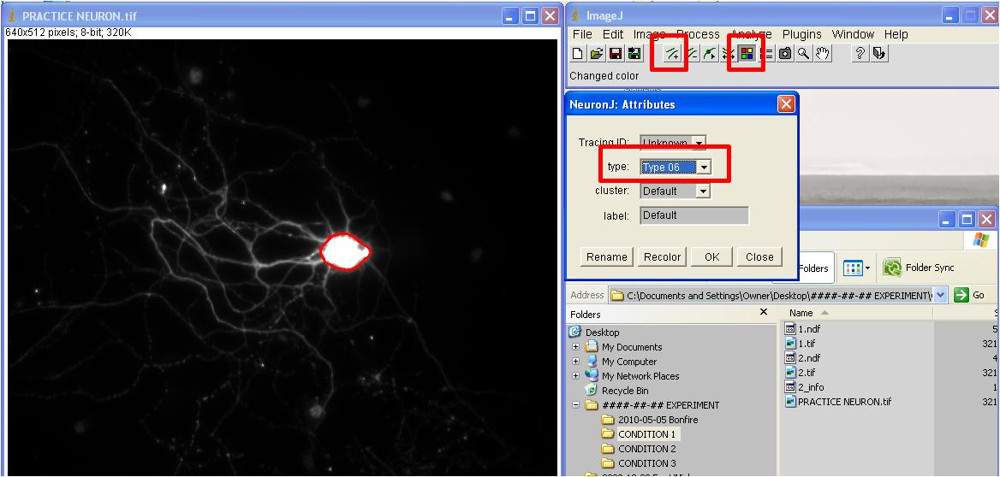 PRACTICE NEURON.tif
640x512 pixels; 8-bit; 320K
ImageJ
File Edit Image Process Analyze Plugins Window Help
Changed color
NeuronJ: Attributes
Tracing ID: Unknown
type: Type 06
cluster: Default
label: Default
Rename Recolor OK Close
Folders Folder Sync
Address C:\Documents and Settings\Owner\Desktop\####-##-## EXPERIMENT\ Go
Folders
Desktop
My Documents
My Computer
My Network Places
Recycle Bin
####-##-## EXPERIMENT
2010-05-05 Bonfire
CONDITION 1
CONDITION 2
CONDITION 3
Name S
1.ndf 5
1.tif 321
2.ndf 4
2.tif 321
2_info 1
PRACTICE NEURON.tif 321